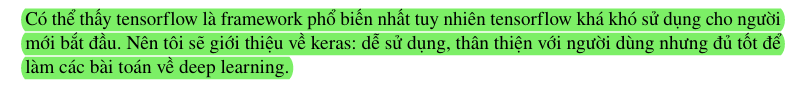 Có thể thấy tensorflow là framework phổ biến nhất tuy nhiên tensorflow khá khó sử dụng cho người
mới bắt đầu. Nên tôi sẽ giới thiệu về keras: dễ sử dụng, thân thiện với người dùng nhưng đủ tốt để
làm các bài toán về deep learning.